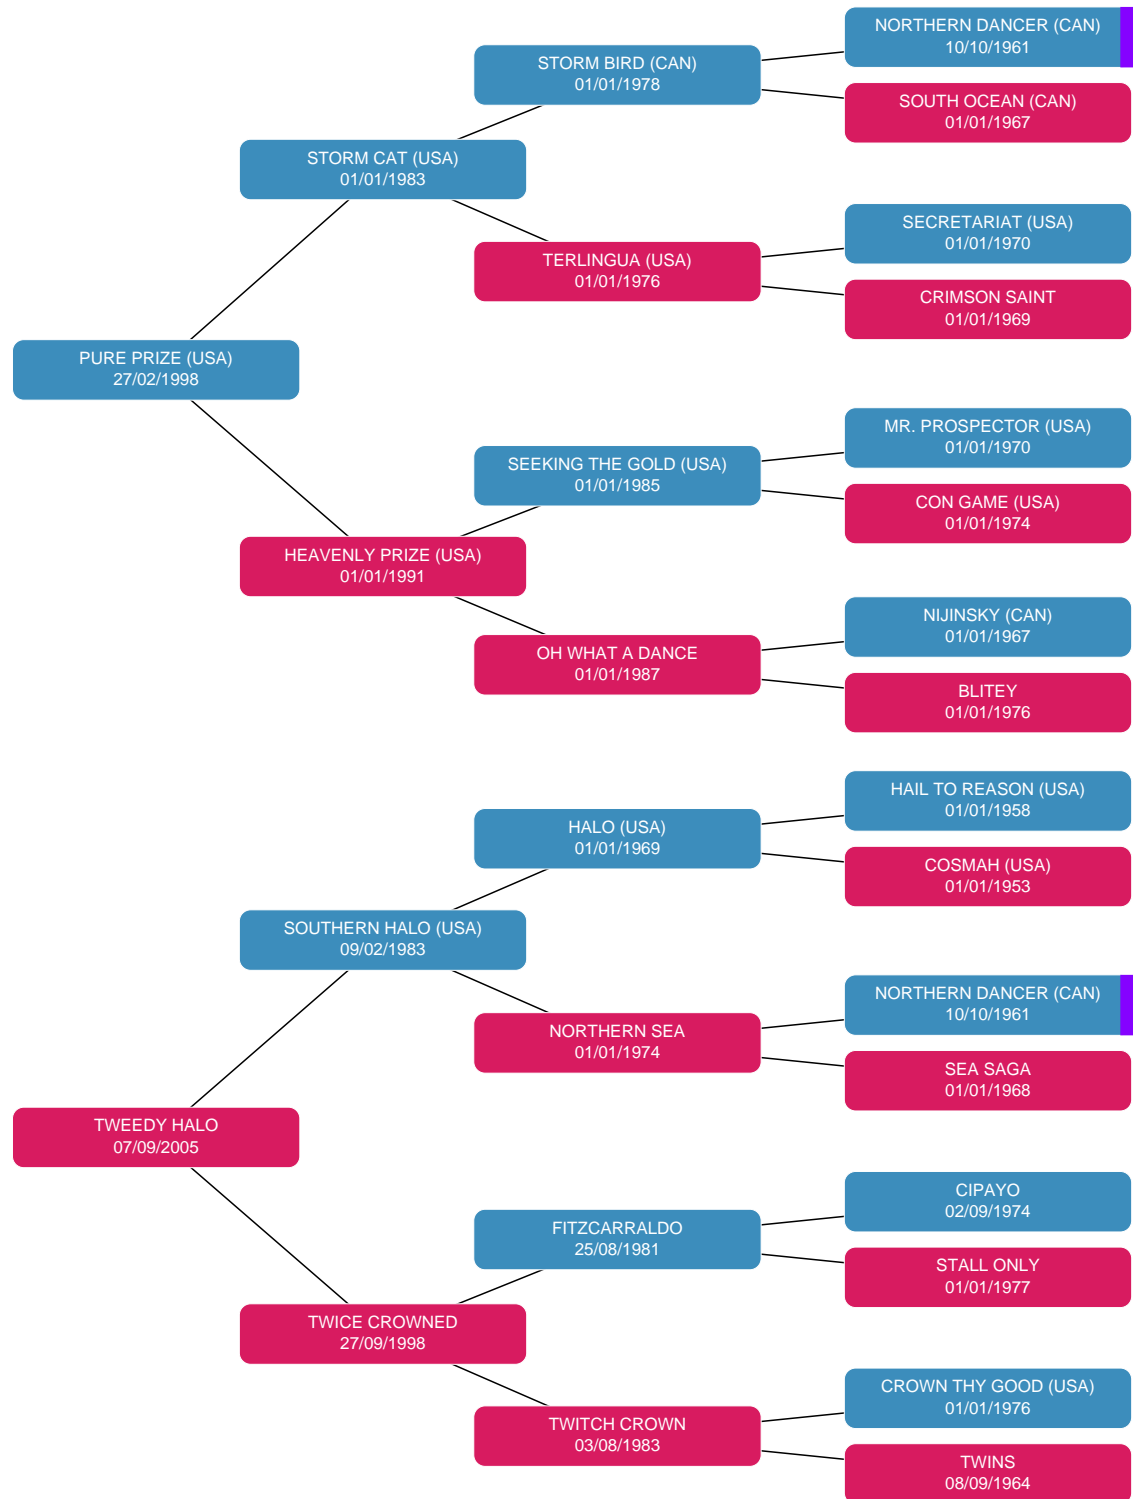 NORTHERN DANCER (CAN)
10/10/1961
STORM BIRD (CAN)
01/01/1978
SOUTH OCEAN (CAN)
01/01/1967
STORM CAT (USA)
01/01/1983
SECRETARIAT (USA)
01/01/1970
TERLINGUA (USA)
01/01/1976
CRIMSON SAINT
01/01/1969
PURE PRIZE (USA)
27/02/1998
MR. PROSPECTOR (USA)
01/01/1970
SEEKING THE GOLD (USA)
01/01/1985
CON GAME (USA)
01/01/1974
HEAVENLY PRIZE (USA)
01/01/1991
NIJINSKY (CAN)
01/01/1967
OH WHAT A DANCE
01/01/1987
BLITEY
01/01/1976
HAIL TO REASON (USA)
01/01/1958
HALO (USA)
01/01/1969
COSMAH (USA)
01/01/1953
SOUTHERN HALO (USA)
09/02/1983
NORTHERN DANCER (CAN)
10/10/1961
NORTHERN SEA
01/01/1974
SEA SAGA
01/01/1968
TWEEDY HALO
07/09/2005
CIPAYO
02/09/1974
FITZCARRALDO
25/08/1981
STALL ONLY
01/01/1977
TWICE CROWNED
27/09/1998
CROWN THY GOOD (USA)
01/01/1976
TWITCH CROWN
03/08/1983
TWINS
08/09/1964